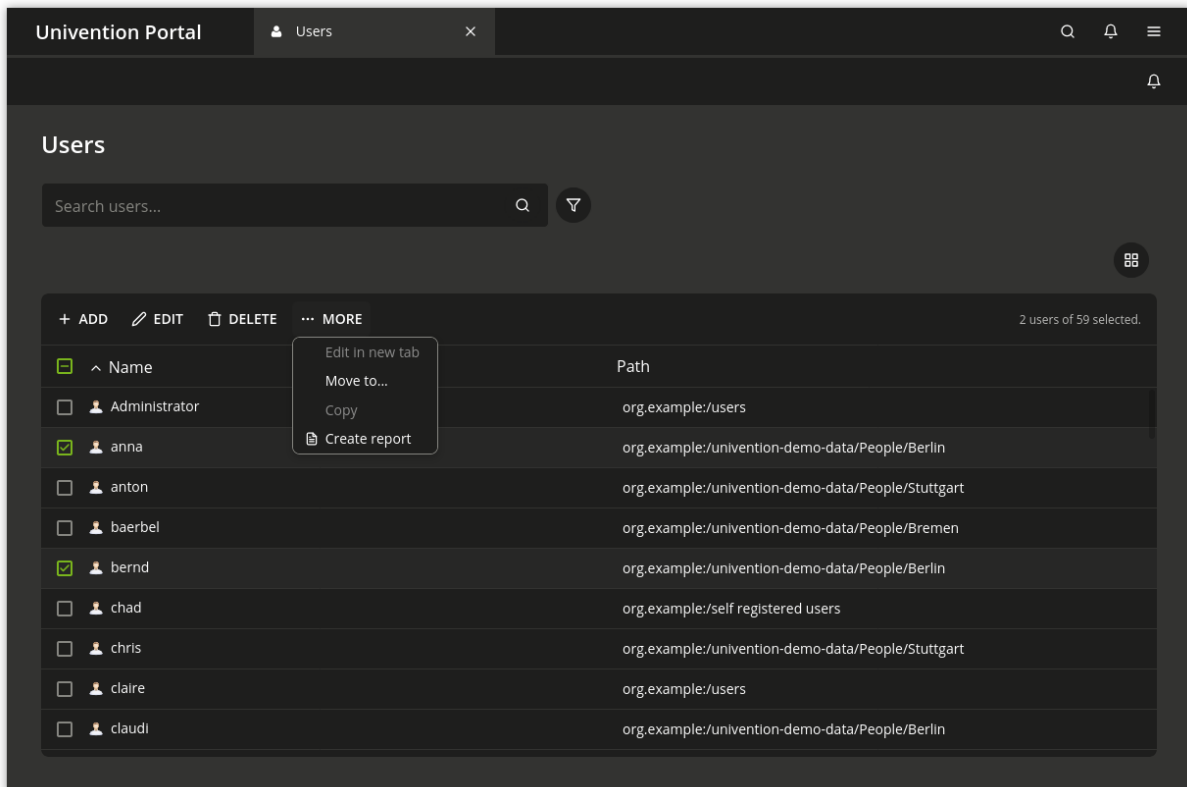 Univention Portal Users
Users
Search users...
ADD EDIT DELETE MORE 2 users of 59 selected.
Edit in new tab
Move to...
Copy
Create report
Name Path
Administrator org.example:/users
anna org.example:/univention-demo-data/People/Berlin
anton org.example:/univention-demo-data/People/Stuttgart
baerbel org.example:/univention-demo-data/People/Bremen
bernd org.example:/univention-demo-data/People/Berlin
chad org.example:/self registered users
chris org.example:/univention-demo-data/People/Stuttgart
claire org.example:/users
claudi org.example:/univention-demo-data/People/Berlin